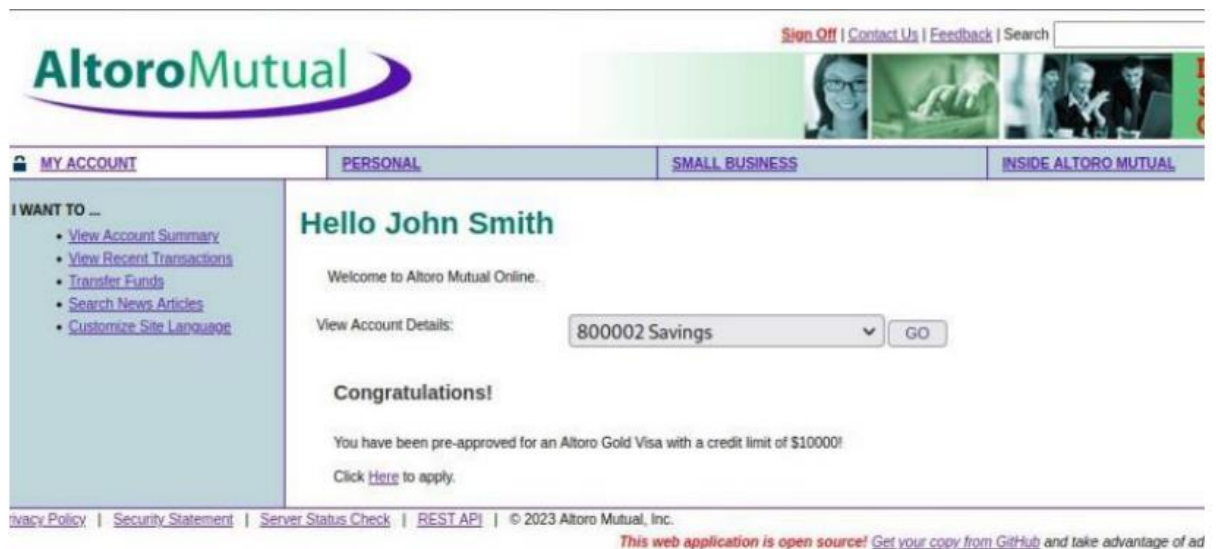 Sign Off | Contact Us | Feedback | Search
AltoroMutual
MY ACCOUNT
PERSONAL
SMALL BUSINESS
INSIDE ALTORO MUTUAL
I WANT TO ...
• View Account Summary
• View Recent Transactions
• Transfer Funds
• Search News Articles
• Customize Site Language
Hello John Smith
Welcome to Altoro Mutual Online.
View Account Details:
800002 Savings
GO
Congratulations!
You have been pre-approved for an Altoro Gold Visa with a credit limit of $10000!
Click Here to apply.
rivacy Policy | Security Statement | Server Status Check | REST API | © 2023 Altoro Mutual, Inc.
This web application is open source! Get your copy from GitHub and take advantage of ad